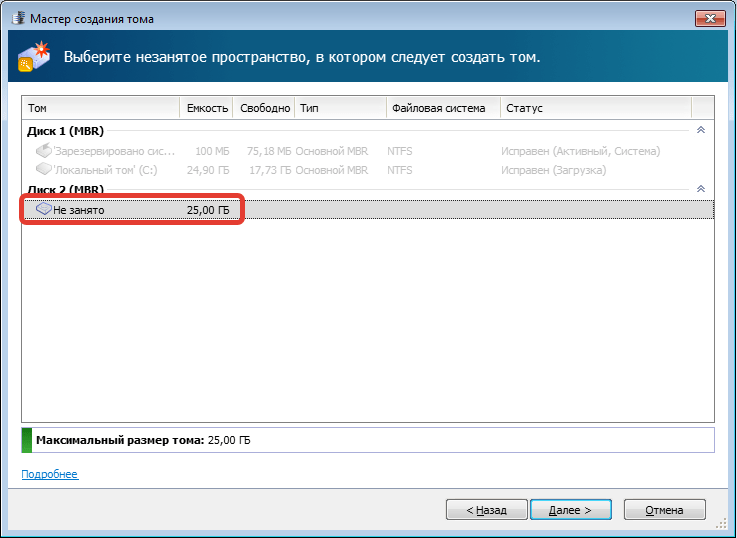 Мастер создания тома
Выберите незанятое пространство, в котором следует создать том.
Том Емкость Свободно Тип Файловая система Статус
Диск 1 (MBR)
'Зарезервировано сис... 100 МБ 75,18 МБ Основной MBR NTFS Исправен (Активный, Система)
'Локальный том' (C:) 24,90 ГБ 17,73 ГБ Основной MBR NTFS Исправен (Загрузка)
Диск 2 (MBR)
Не занято 25,00 ГБ
Максимальный размер тома: 25,00 ГБ
Подробнее
< Назад Далее > Отмена